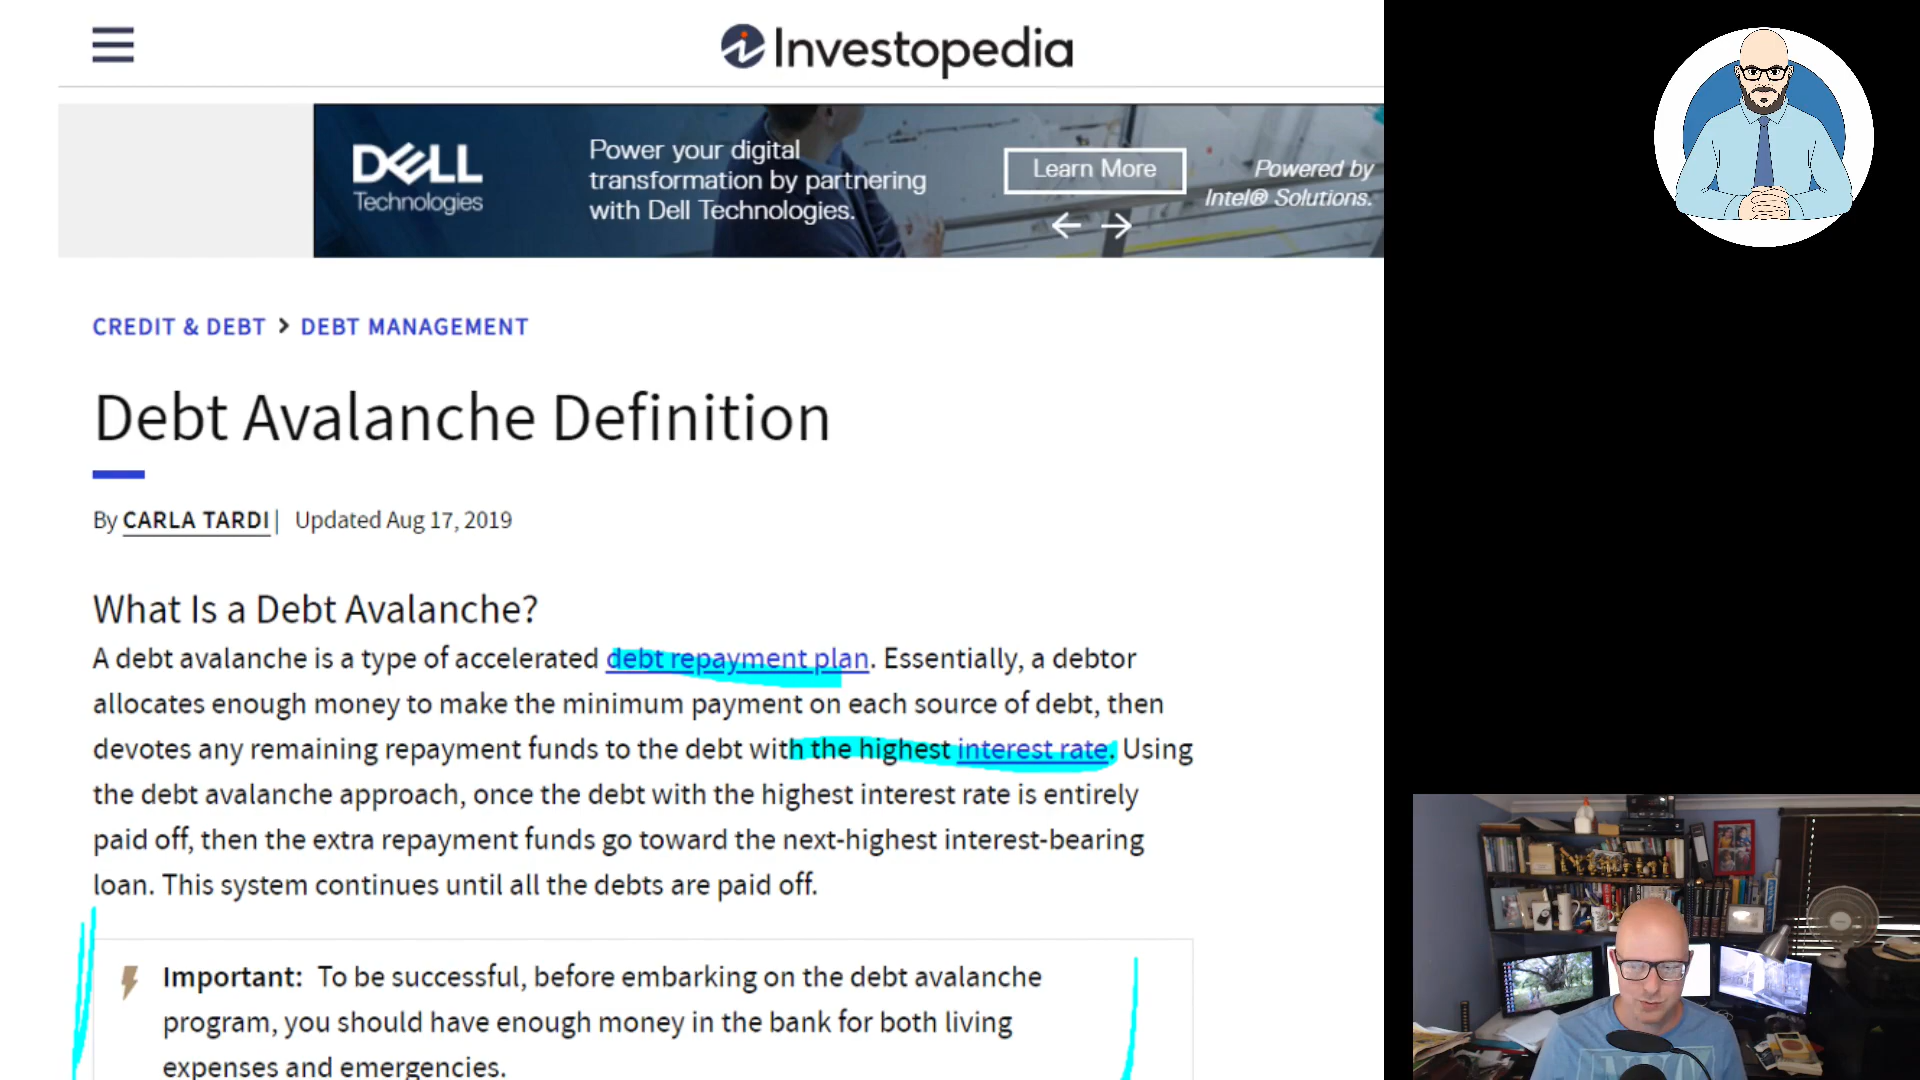 Investopedia
DELL
Technologies
Power your digital
transformation by partnering
with Dell Technologies.
Learn More
Powered by
Intel® Solutions.
CREDIT & DEBT > DEBT MANAGEMENT
Debt Avalanche Definition
By CARLA TARDI | Updated Aug 17, 2019
What Is a Debt Avalanche?
A debt avalanche is a type of accelerated debt repayment plan. Essentially, a debtor
allocates enough money to make the minimum payment on each source of debt, then
devotes any remaining repayment funds to the debt with the highest interest rate. Using
the debt avalanche approach, once the debt with the highest interest rate is entirely
paid off, then the extra repayment funds go toward the next-highest interest-bearing
loan. This system continues until all the debts are paid off.
Important: To be successful, before embarking on the debt avalanche
program, you should have enough money in the bank for both living
expenses and emergencies.